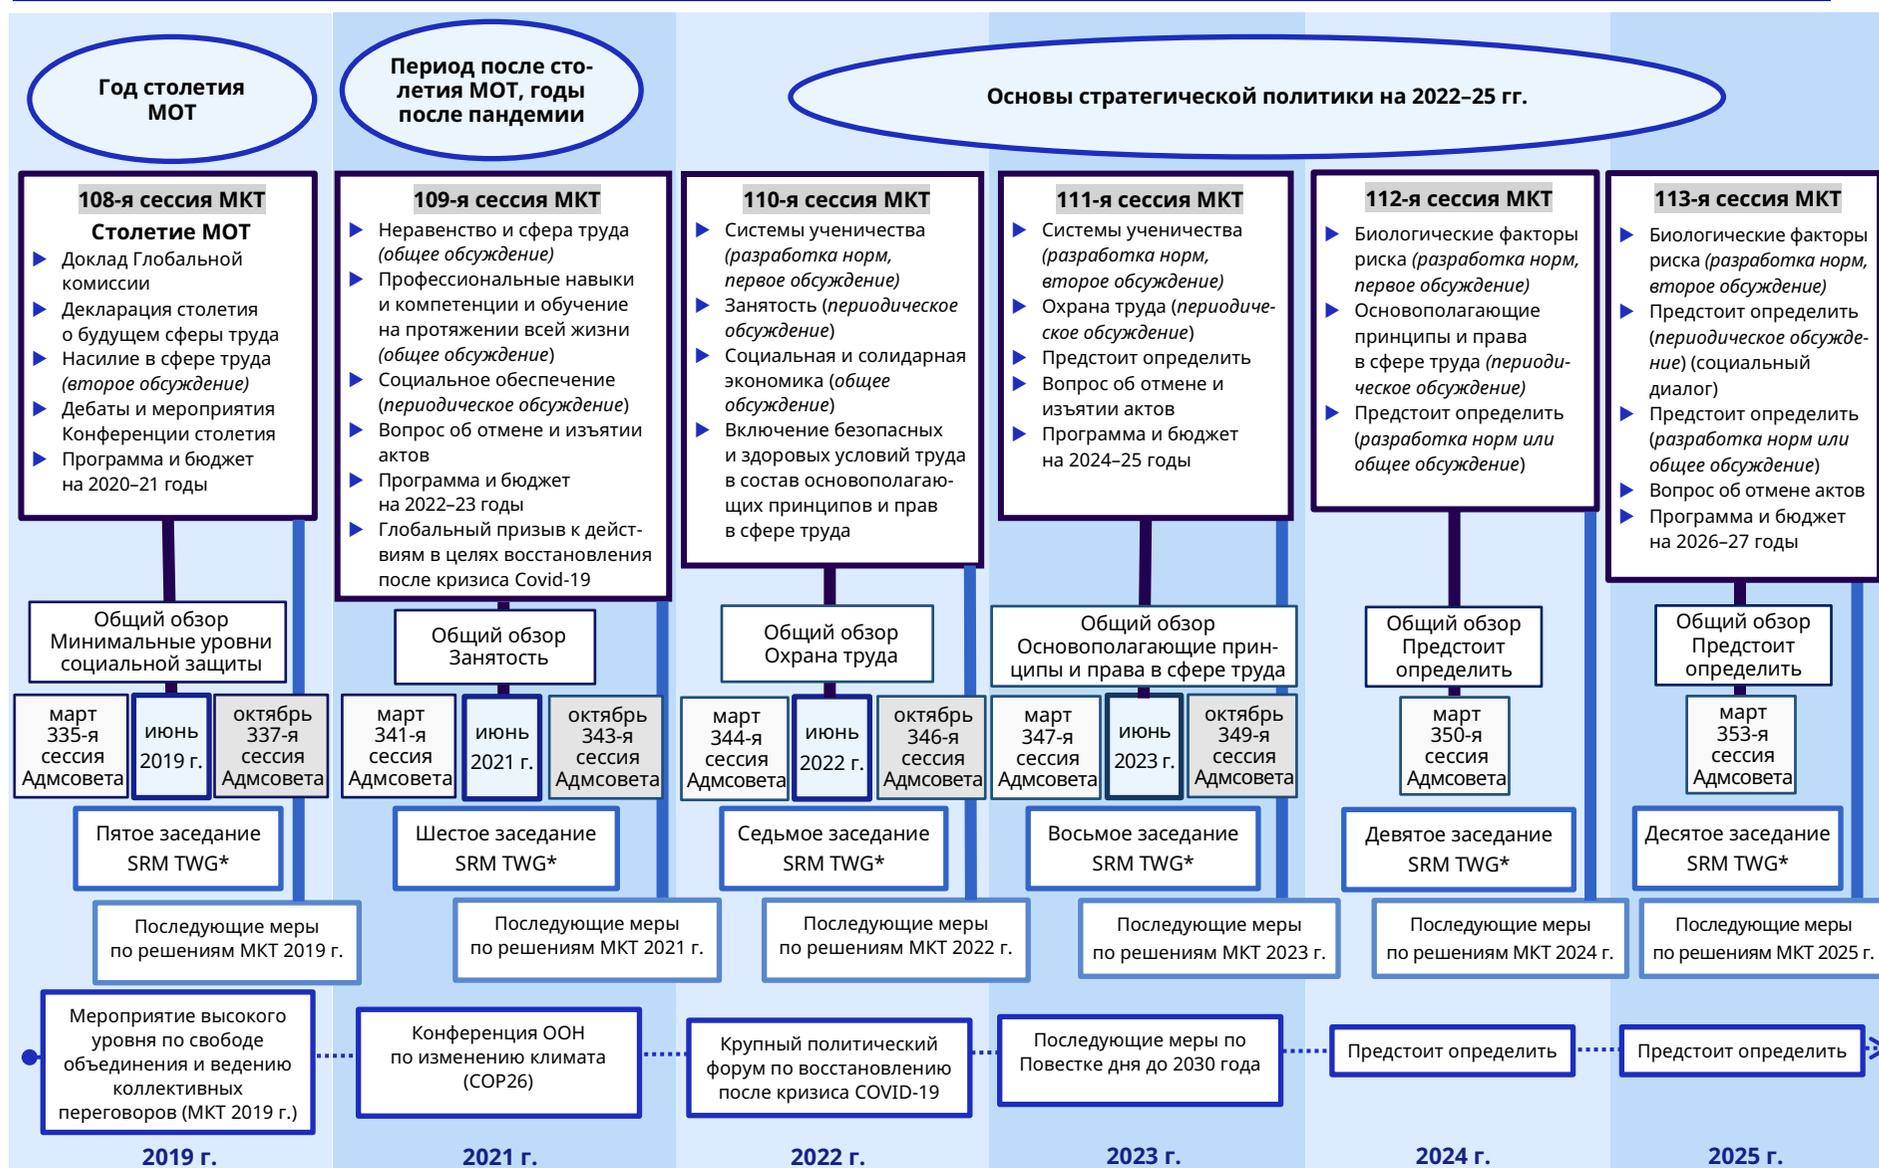 Год столетия
МОТ
Период после сто-
летия МОТ, годы
после пандемии
Основы стратегической политики на 2022–25 гг.
108-я сессия МКТ
Столетие МОТ
Доклад Глобальной
комиссии
Декларация столетия
о будущем сферы труда
Насилие в сфере труда
(второе обсуждение)
Дебаты и мероприятия
Конференции столетия
Программа и бюджет
на 2020–21 годы
109-я сессия МКТ
Неравенство и сфера труда
(общее обсуждение)
Профессиональные навыки
и компетенции и обучение
на протяжении всей жизни
(общее обсуждение)
Социальное обеспечение
(периодическое обсуждение)
Вопрос об отмене и изъятии
актов
Программа и бюджет
на 2022–23 годы
Глобальный призыв к дейст-
виям в целях восстановления
после кризиса Covid-19
110-я сессия МКТ
Системы ученичества
(разработка норм,
первое обсуждение)
Занятость (периодическое
обсуждение)
Социальная и солидарная
экономика (общее
обсуждение)
Включение безопасных
и здоровых условий труда
в состав основополагаю-
щих принципов и прав
в сфере труда
111-я сессия МКТ
Системы ученичества
(разработка норм,
второе обсуждение)
Охрана труда (периодиче-
ское обсуждение)
Предстоит определить
Вопрос об отмене и
изъятии актов
Программа и бюджет
на 2024–25 годы
112-я сессия МКТ
Биологические факторы
риска (разработка норм,
первое обсуждение)
Основополагающие
принципы и права
в сфере труда (периоди-
ческое обсуждение)
Предстоит определить
(разработка норм или
общее обсуждение)
113-я сессия МКТ
Биологические факторы
риска (разработка норм,
второе обсуждение)
Предстоит определить
(периодическое обсужде-
ние) (социальный
диалог)
Предстоит определить
(разработка норм или
общее обсуждение)
Вопрос об отмене актов
Программа и бюджет
на 2026–27 годы
Общий обзор
Минимальные уровни
социальной защиты
Общий обзор
Занятость
Общий обзор
Охрана труда
Общий обзор
Основополагающие прин-
ципы и права в сфере труда
Общий обзор
Предстоит
определить
Общий обзор
Предстоит
определить
март
335-я
сессия
Адмсовета
июнь
2019 г.
октябрь
337-я
сессия
Адмсовета
март
341-я
сессия
Адмсовета
июнь
2021 г.
октябрь
343-я
сессия
Адмсовета
март
344-я
сессия
Адмсовета
июнь
2022 г.
октябрь
346-я
сессия
Адмсовета
март
347-я
сессия
Адмсовета
июнь
2023 г.
октябрь
349-я
сессия
Адмсовета
март
350-я
сессия
Адмсовета
март
353-я
сессия
Адмсовета
Пятое заседание
SRM TWG*
Шестое заседание
SRM TWG*
Седьмое заседание
SRM TWG*
Восьмое заседание
SRM TWG*
Девятое заседание
SRM TWG*
Десятое заседание
SRM TWG*
Последующие меры
по решениям МКТ 2019 г.
Последующие меры
по решениям МКТ 2021 г.
Последующие меры
по решениям МКТ 2022 г.
Последующие меры
по решениям МКТ 2023 г.
Последующие меры
по решениям МКТ 2024 г.
Последующие меры
по решениям МКТ 2025 г.
Мероприятие высокого
уровня по свободе
объединения и ведению
коллективных
переговоров (МКТ 2019 г.)
Конференция ООН
по изменению климата
(COP26)
Крупный политический
форум по восстановлению
после кризиса COVID-19
Последующие меры по
Повестке дня до 2030 года
Предстоит определить
Предстоит определить
2019 г.
2021 г.
2022 г.
2023 г.
2024 г.
2025 г.